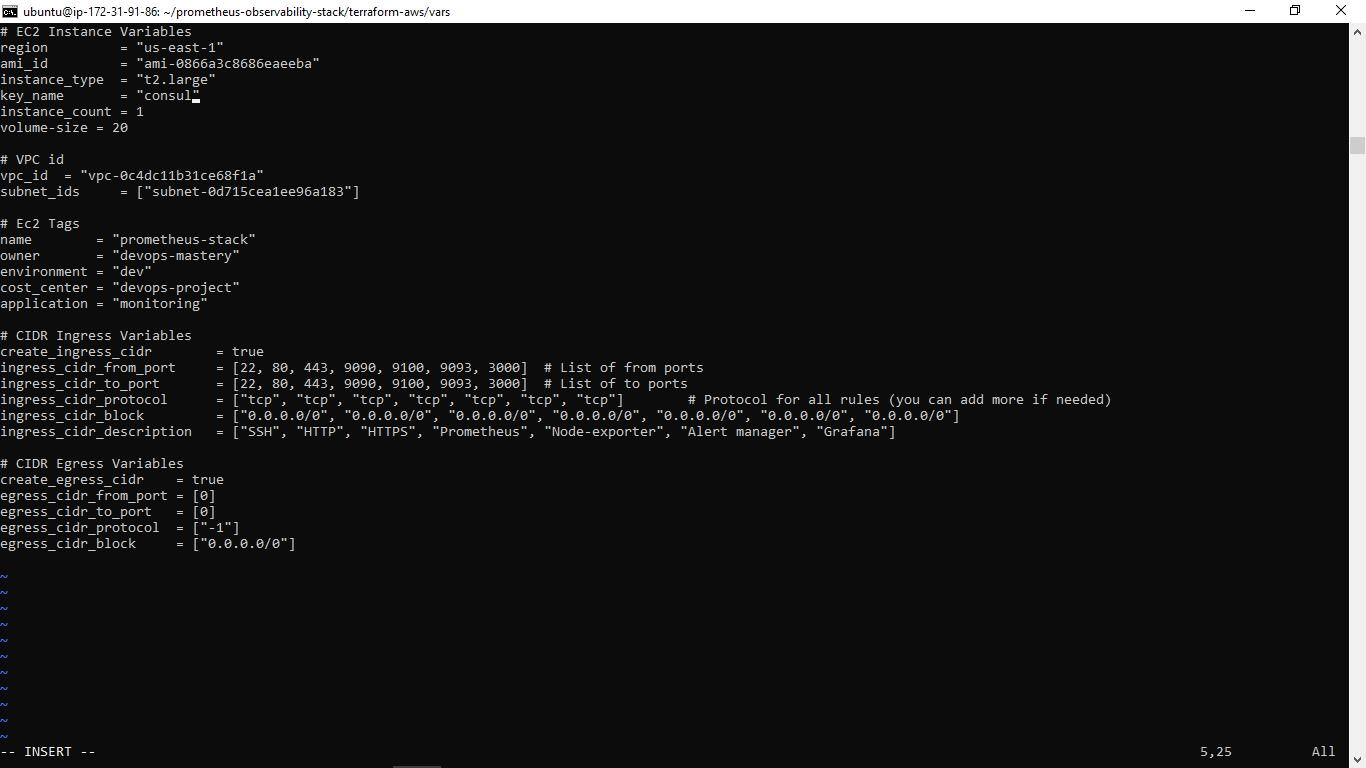 ubuntu@ip-172-31-91-86: ~/prometheus-observability-stack/terraform-aws/vars
# EC2 Instance Variables
region         = "us-east-1"
ami_id         = "ami-0866a3c8686eaeeba"
instance_type  = "t2.large"
key_name       = "consul"
instance_count = 1
volume-size = 20
# VPC id
vpc_id  = "vpc-0c4dc11b31ce68f1a"
subnet_ids     = ["subnet-0d715cea1ee96a183"]
# Ec2 Tags
name        = "prometheus-stack"
owner       = "devops-mastery"
environment = "dev"
cost_center = "devops-project"
application = "monitoring"
# CIDR Ingress Variables
create_ingress_cidr        = true
ingress_cidr_from_port     = [22, 80, 443, 9090, 9100, 9093, 3000]  # List of from ports
ingress_cidr_to_port       = [22, 80, 443, 9090, 9100, 9093, 3000]  # List of to ports
ingress_cidr_protocol      = ["tcp", "tcp", "tcp", "tcp", "tcp", "tcp", "tcp"]        # Protocol for all rules (you can add more if needed)
ingress_cidr_block         = ["0.0.0.0/0", "0.0.0.0/0", "0.0.0.0/0", "0.0.0.0/0", "0.0.0.0/0", "0.0.0.0/0", "0.0.0.0/0"]
ingress_cidr_description   = ["SSH", "HTTP", "HTTPS", "Prometheus", "Node-exporter", "Alert manager", "Grafana"]
# CIDR Egress Variables
create_egress_cidr    = true
egress_cidr_from_port = [0]
egress_cidr_to_port   = [0]
egress_cidr_protocol  = ["-1"]
egress_cidr_block     = ["0.0.0.0/0"]
~
~
~
~
~
~
~
~
~
~
~
-- INSERT -- 5,25 All